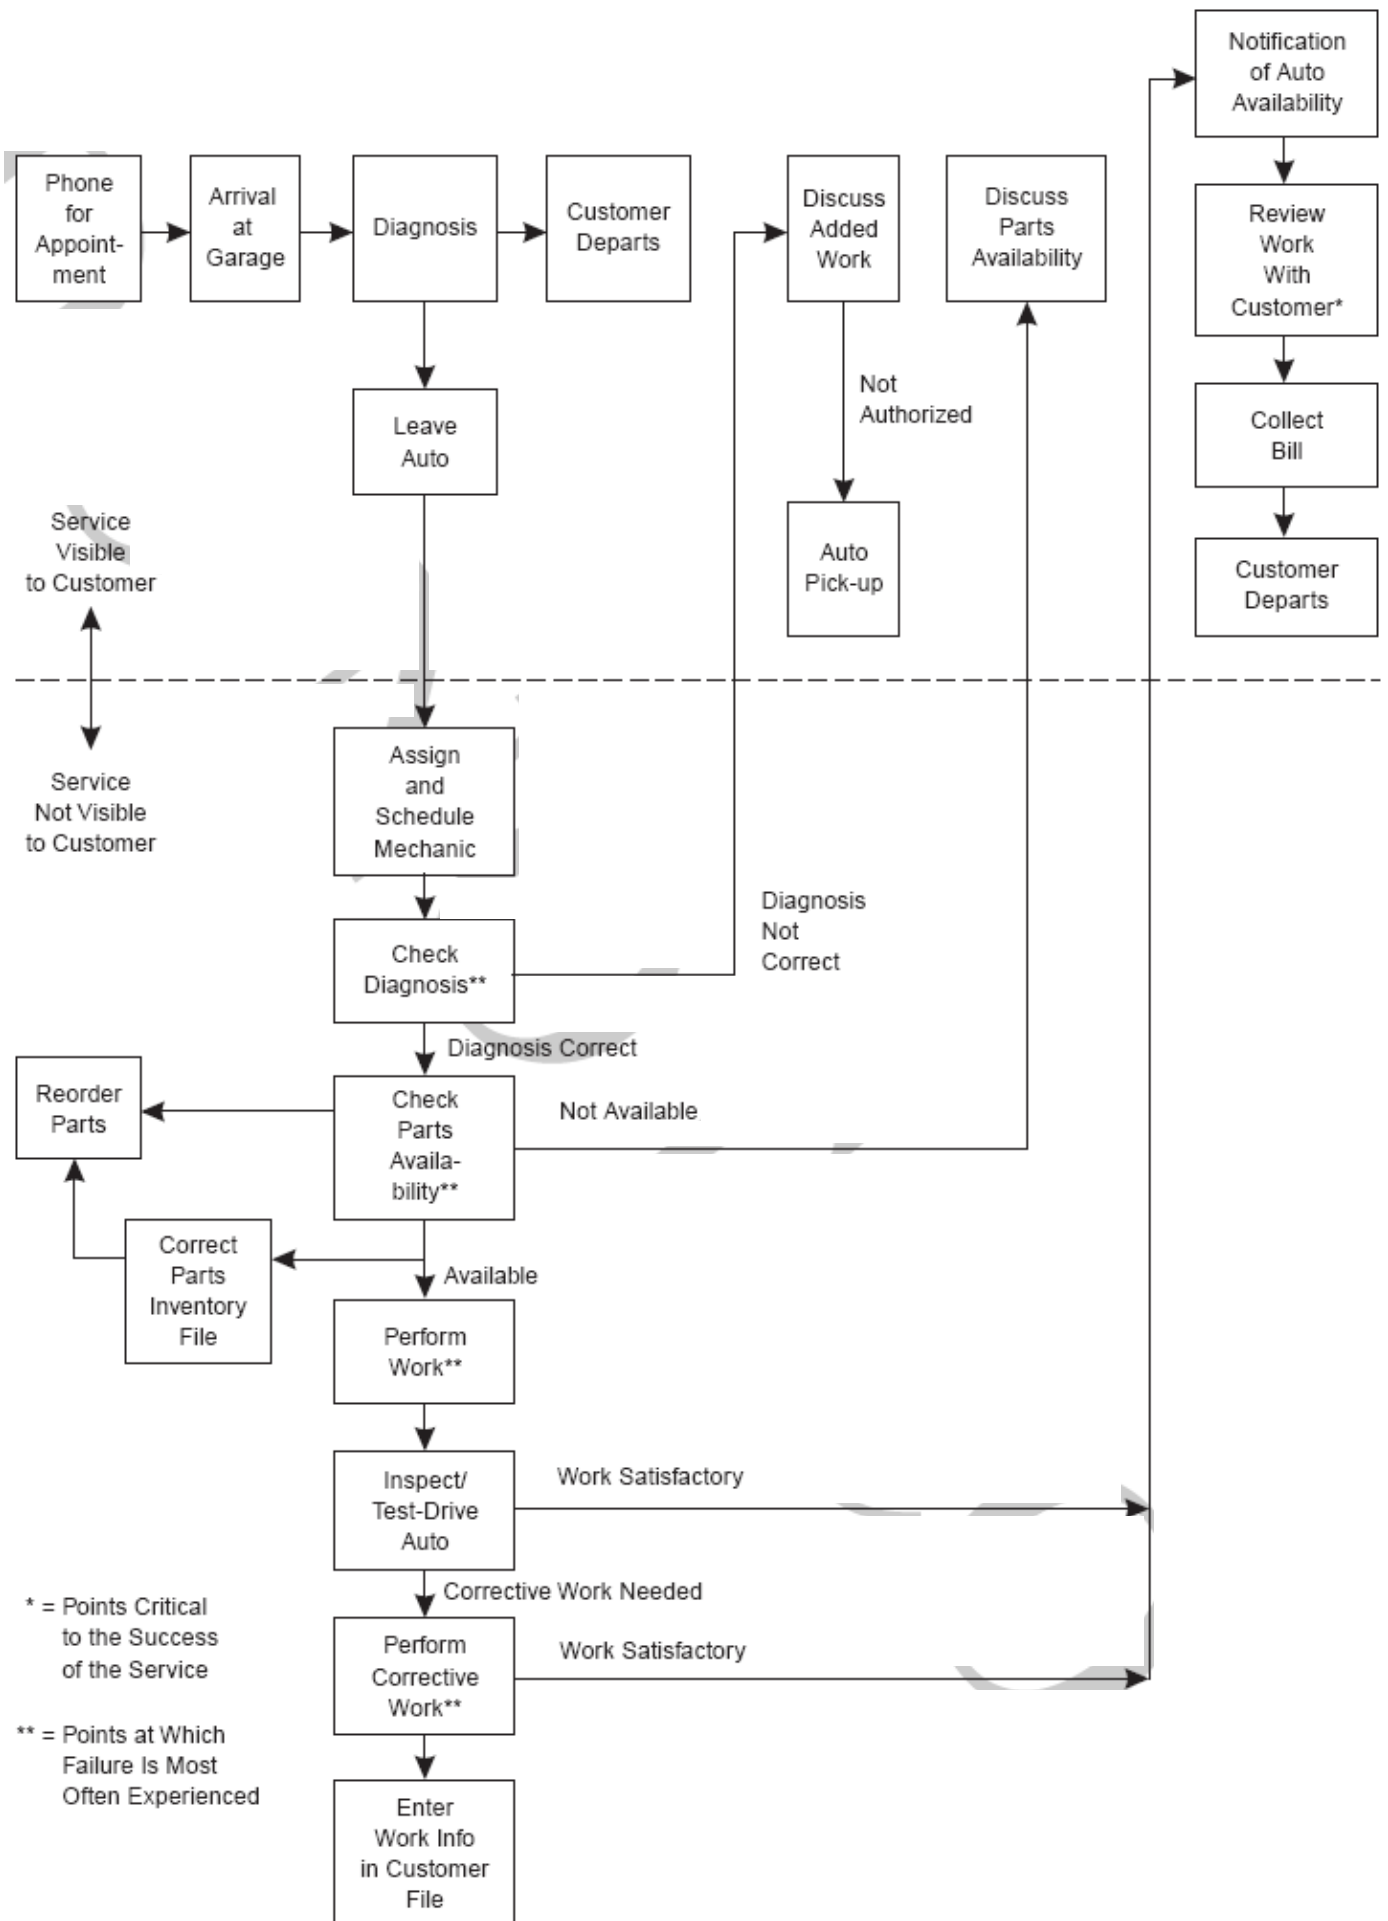 Notification
of Auto
Availability
Phone
for
Appoint-
ment
Arrival
at
Garage
Diagnosis
Customer
Departs
Discuss
Added
Work
Discuss
Parts
Availability
Review
Work
With
Customer*
Leave
Auto
Not
Authorized
Collect
Bill
Service
Visible
to Customer
Auto
Pick-up
Customer
Departs
Service
Not Visible
to Customer
Assign
and
Schedule
Mechanic
Check
Diagnosis**
Diagnosis
Not
Correct
Diagnosis Correct
Reorder
Parts
Check
Parts
Availa-
bility**
Not Available
Correct
Parts
Inventory
File
Available
Perform
Work**
Inspect/
Test-Drive
Auto
Work Satisfactory
Corrective Work Needed
Perform
Corrective
Work**
Work Satisfactory
* = Points Critical
to the Success
of the Service
** = Points at Which
Failure Is Most
Often Experienced
Enter
Work Info
in Customer
File